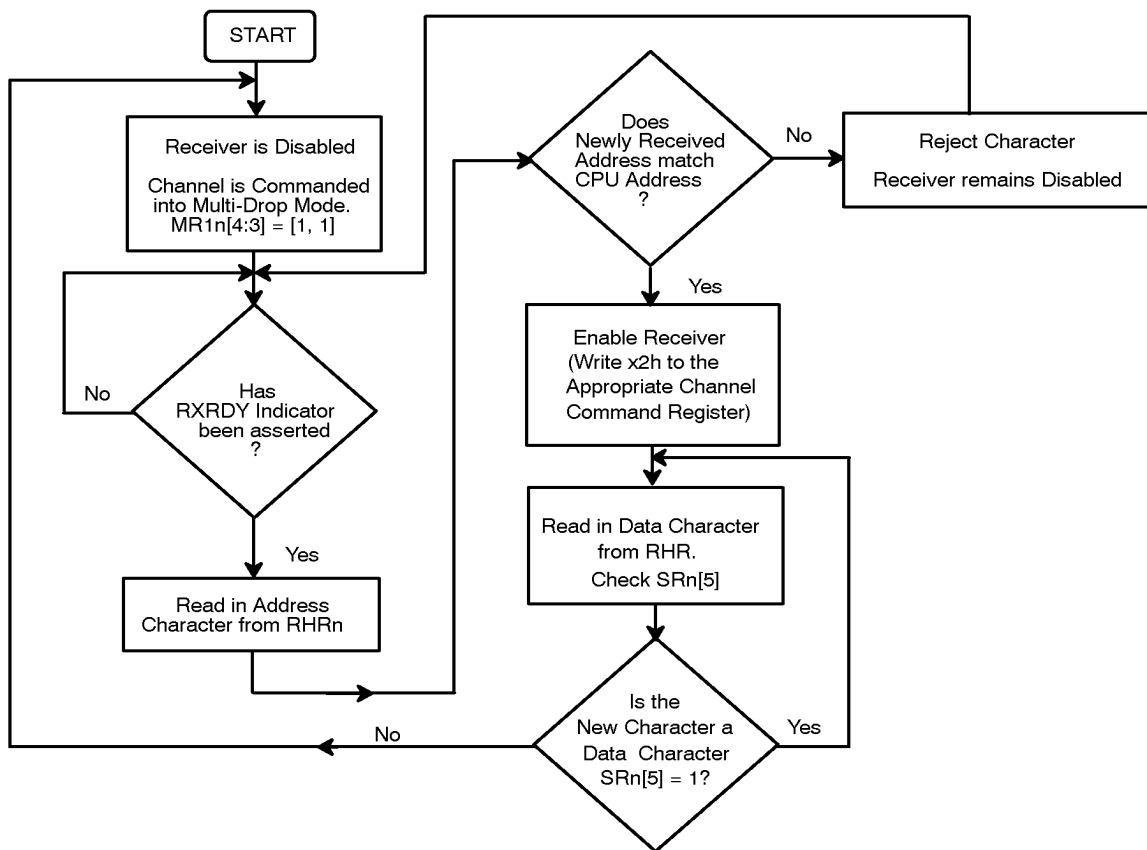 START
Receiver is Disabled
Channel is Commanded
into Multi-Drop Mode.
MR1n[4:3] = [1, 1]
Has
RXRDY Indicator
been asserted
?
No
Yes
Read in Address
Character from RHRn
Does
Newly Received
Address match
CPU Address
?
No
Reject Character
Receiver remains Disabled
Yes
Enable Receiver
(Write x2h to the
Appropriate Channel
Command Register)
Read in Data Character
from RHR.
Check SRn[5]
Is the
New Character a
Data Character
SRn[5] = 1?
Yes
No